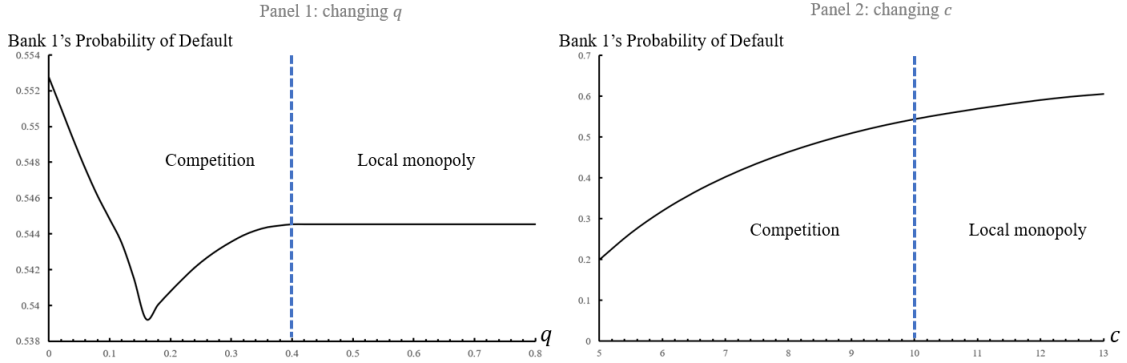 Panel 1: changing q
Bank 1's Probability of Default
0.554
0.552
0.55
0.548
0.546
0.544
0.542
0.54
0.538
Competition
Local monopoly
0 0.1 0.2 0.3 0.4 0.5 0.6 0.7 0.8
q
Panel 2: changing c
Bank 1's Probability of Default
0.7
0.6
0.5
0.4
0.3
0.2
0.1
0
Competition
Local monopoly
5 6 7 8 9 10 11 12 13
c